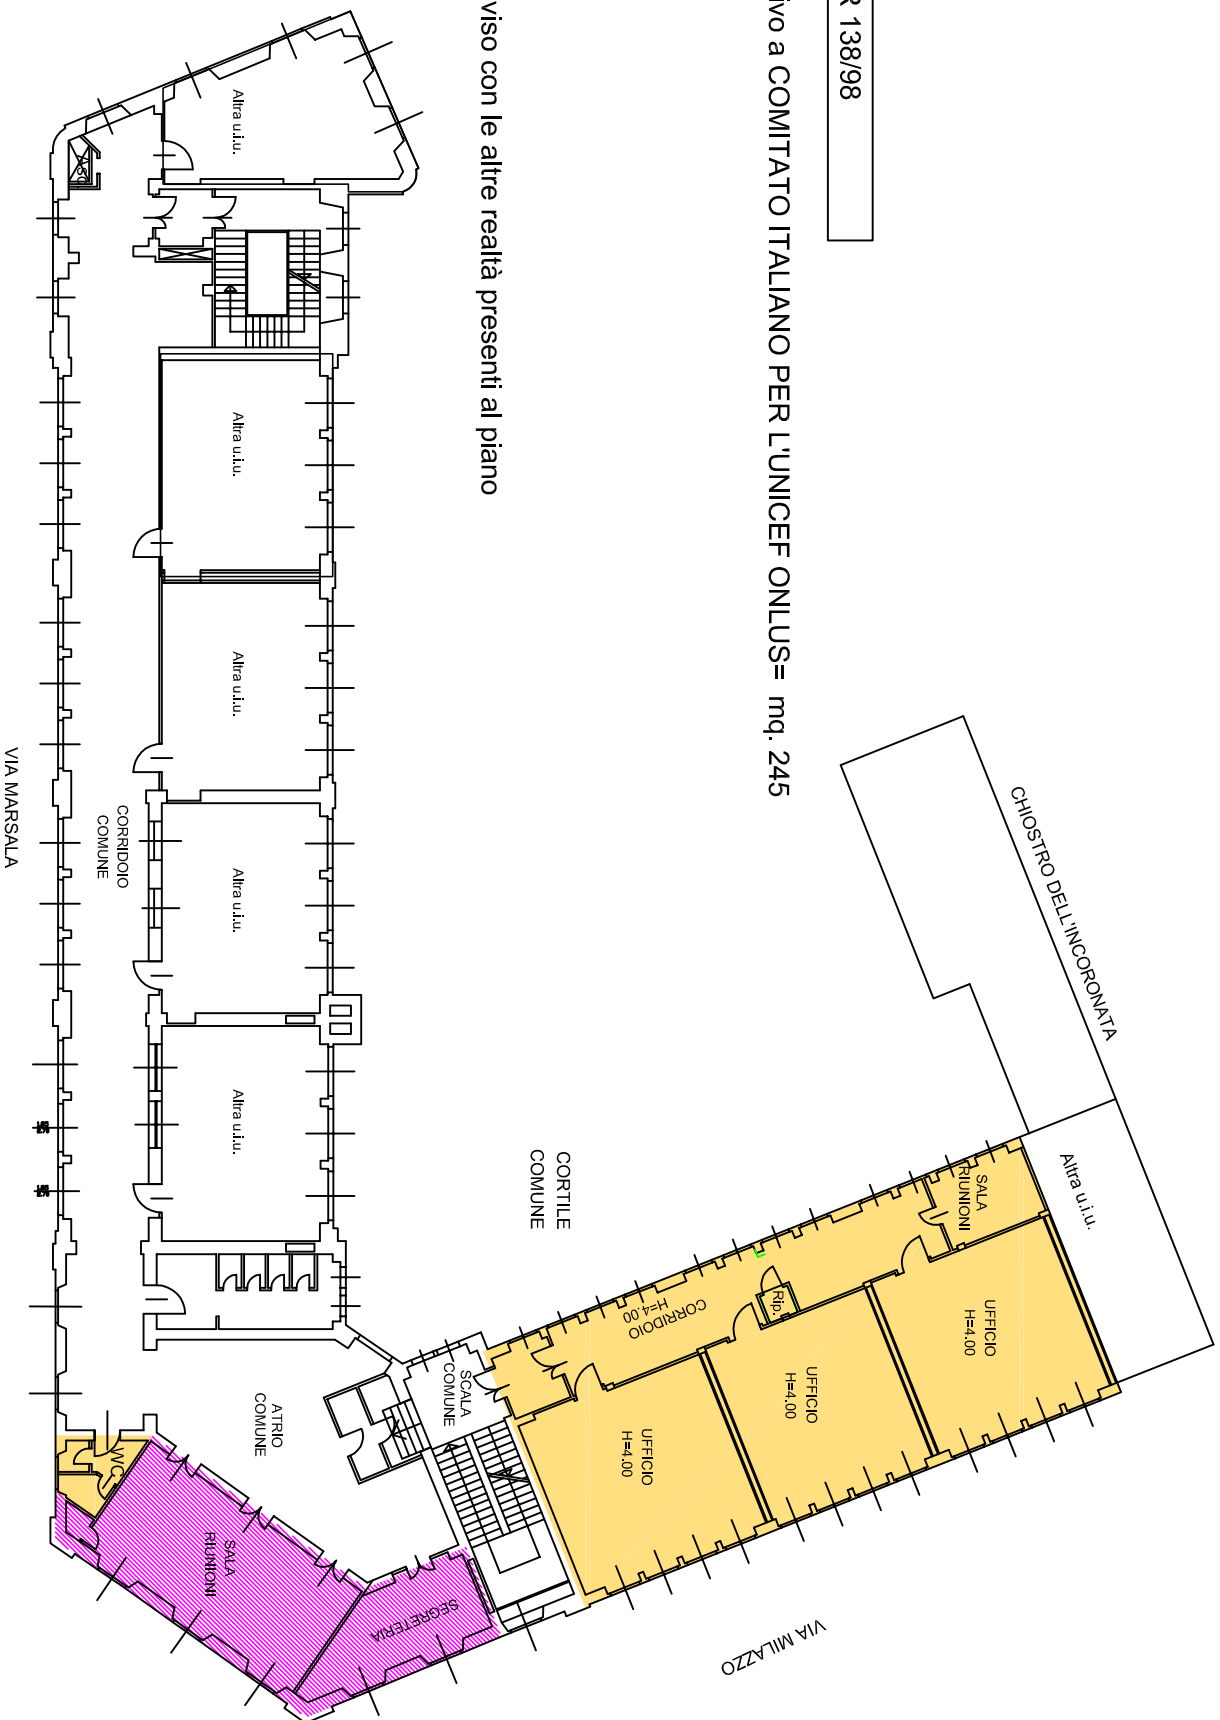 R 138/98
ivo a COMITATO ITALIANO PER L'UNICEF ONLUS= mq. 245
viso con le altre realtà presenti al piano
CHIOSTRO DELL'INCORONATA
Altra u.i.u.
Altra u.i.u.
Altra u.i.u.
Altra u.i.u.
Altra u.i.u.
Altra u.i.u.
ASC
CORRIDOIO
COMUNE
VIA MARSALA
CORTILE
COMUNE
SALA
RIUNIONI
UFFICIO
H=4.00
Rip.
CORRIDOIO
H=4.00
UFFICIO
H=4.00
UFFICIO
H=4.00
SCALA
COMUNE
ATRIO
COMUNE
WC
SALA
RIUNIONI
SEGRETERIA
VIA MILAZZO